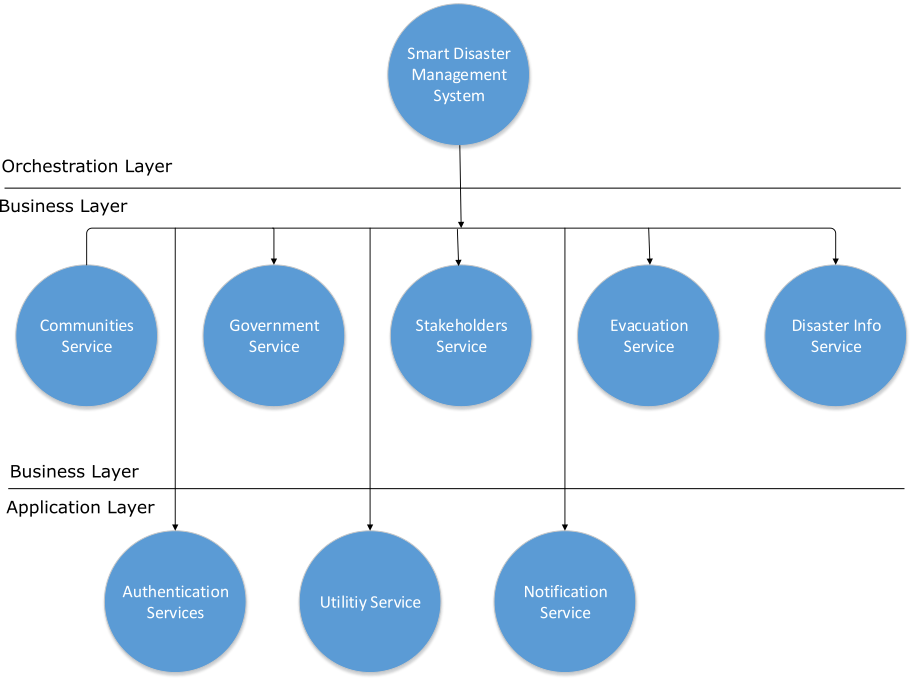 Smart Disaster
Management
System
Orchestration Layer
Business Layer
Communities
Service
Government
Service
Stakeholders
Service
Evacuation
Service
Disaster Info
Service
Business Layer
Application Layer
Authentication
Services
Utilitiy Service
Notification
Service